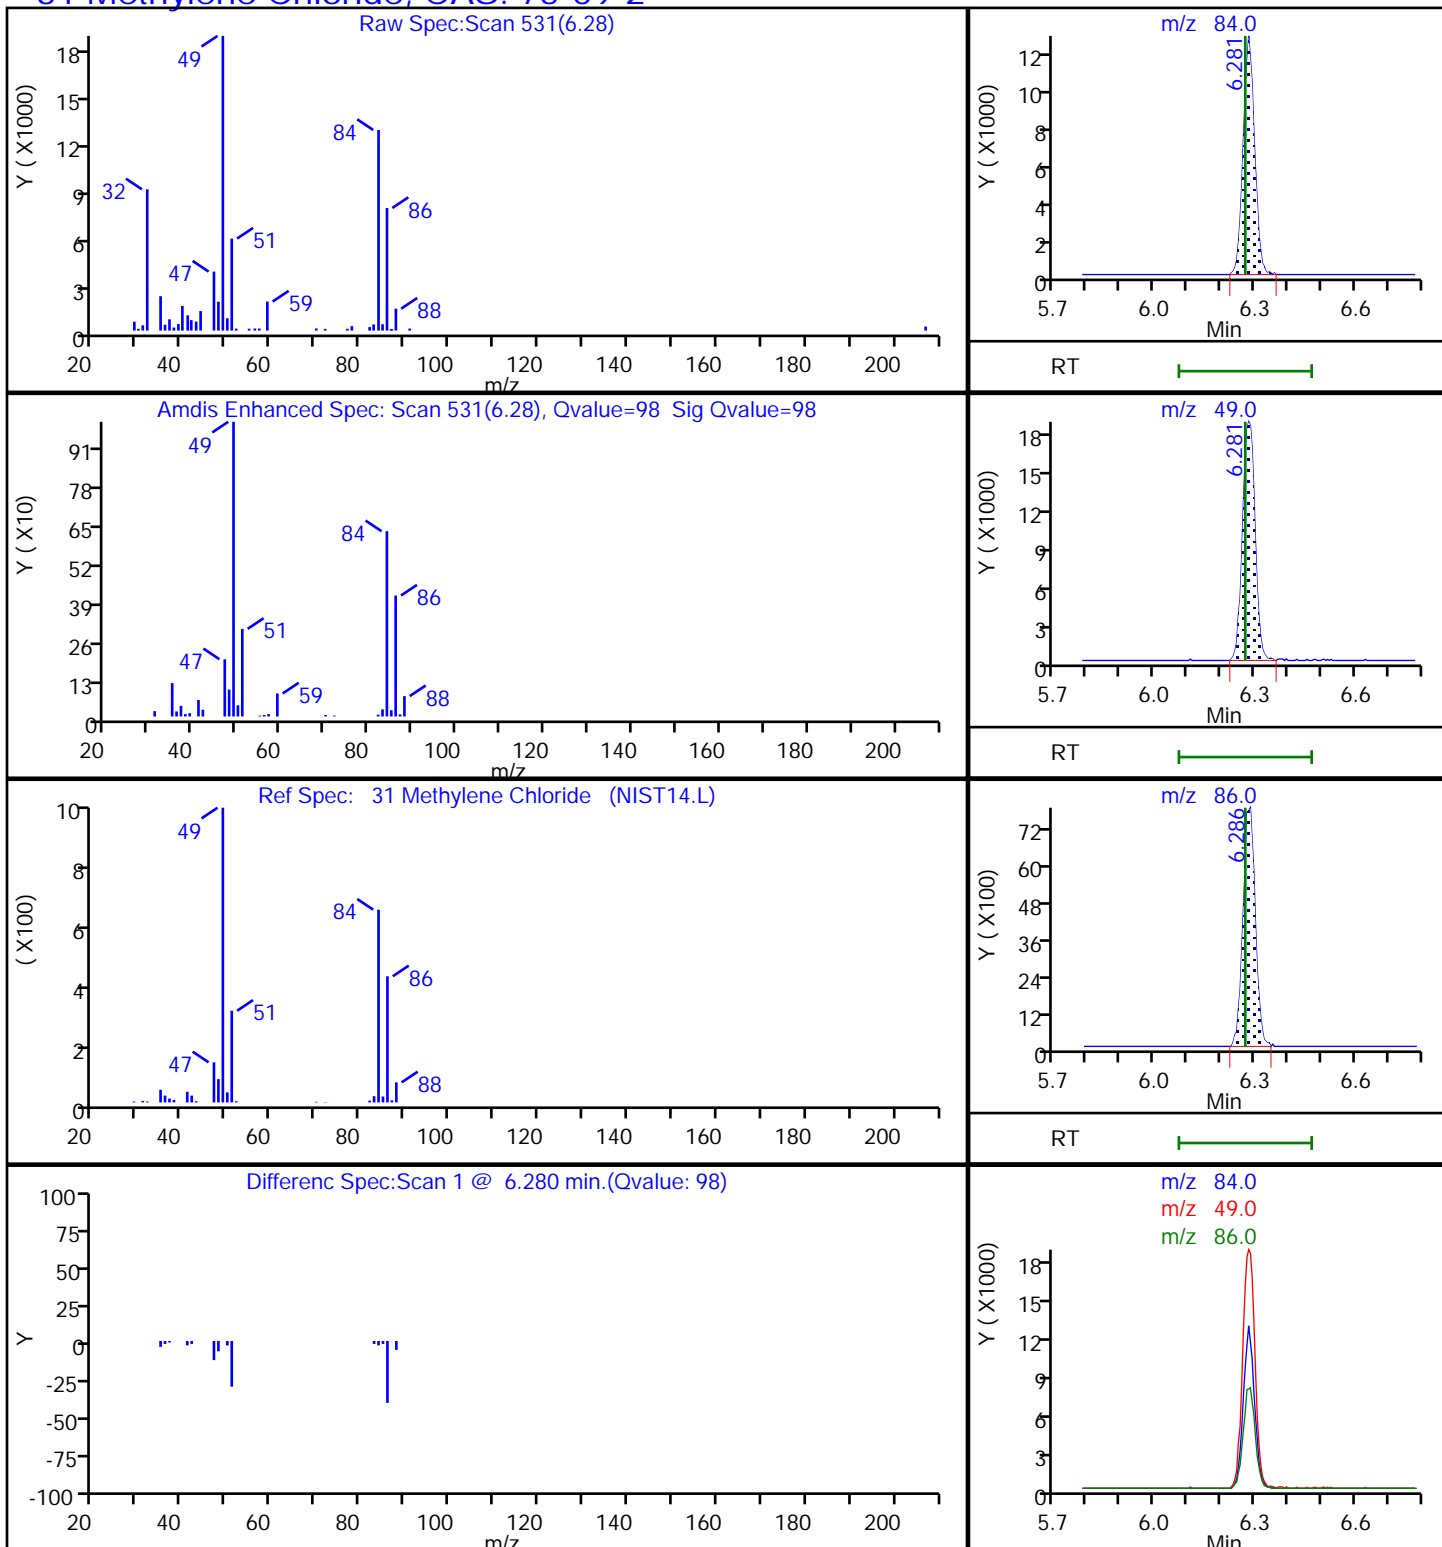 31 Methylene Chloride, CAS: 75-09-2
Raw Spec:Scan 531(6.28)
Y ( X1000)
18
15
12
9
6
3
0
49
84
32
86
51
47
59
88
20 40 60 80 100 120 140 160 180 200
m/z
m/z 84.0
Y ( X1000)
12
10
8
6
4
2
0
6.281
5.7 6.0 6.3 6.6
Min
RT
Amdis Enhanced Spec: Scan 531(6.28), Qvalue=98 Sig Qvalue=98
Y ( X10)
91
78
65
52
39
26
13
0
49
84
86
51
47
59
88
20 40 60 80 100 120 140 160 180 200
m/z
m/z 49.0
Y ( X1000)
18
15
12
9
6
3
0
6.281
5.7 6.0 6.3 6.6
Min
RT
Ref Spec: 31 Methylene Chloride (NIST14.L)
( X100)
10
8
6
4
2
0
49
84
86
51
47
88
20 40 60 80 100 120 140 160 180 200
m/z 86.0
Y ( X100)
72
60
48
36
24
12
0
6.286
5.7 6.0 6.3 6.6
Min
RT
Differenc Spec:Scan 1 @ 6.280 min.(Qvalue: 98)
Y
100
75
50
25
0
-25
-50
-75
-100
20 40 60 80 100 120 140 160 180 200
m/z
m/z 84.0
m/z 49.0
m/z 86.0
Y ( X1000)
18
15
12
9
6
3
0
5.7 6.0 6.3 6.6
Min